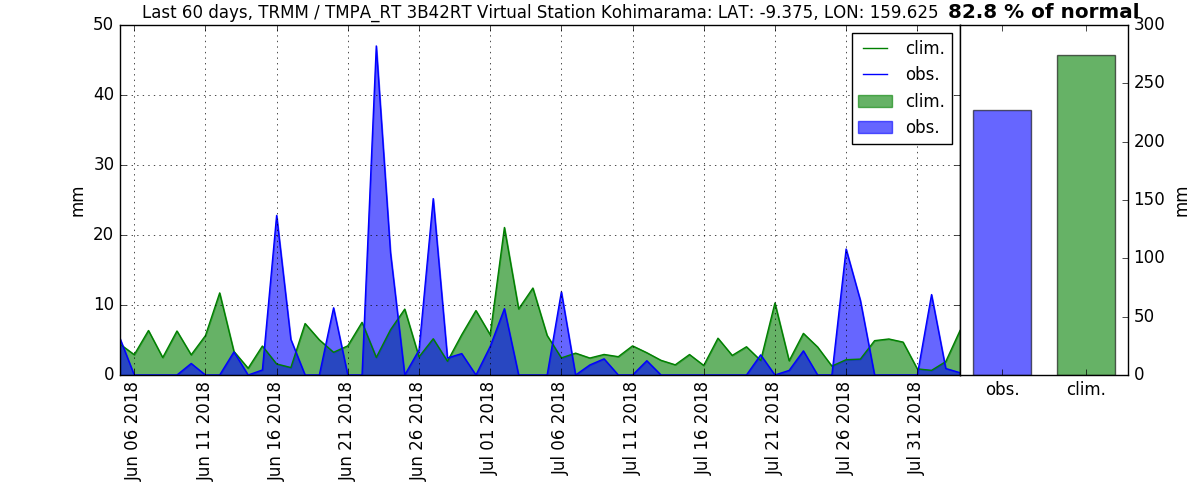 Last 60 days, TRMM / TMPA_RT 3B42RT Virtual Station Kohimarama: LAT: -9.375, LON: 159.625 82.8 % of normal
50
40
30
20
10
0
mm
clim.
obs.
clim.
obs.
300
250
200
150
100
50
0
mm
Jun 06 2018
Jun 11 2018
Jun 16 2018
Jun 21 2018
Jun 26 2018
Jul 01 2018
Jul 06 2018
Jul 11 2018
Jul 16 2018
Jul 21 2018
Jul 26 2018
Jul 31 2018
obs.
clim.